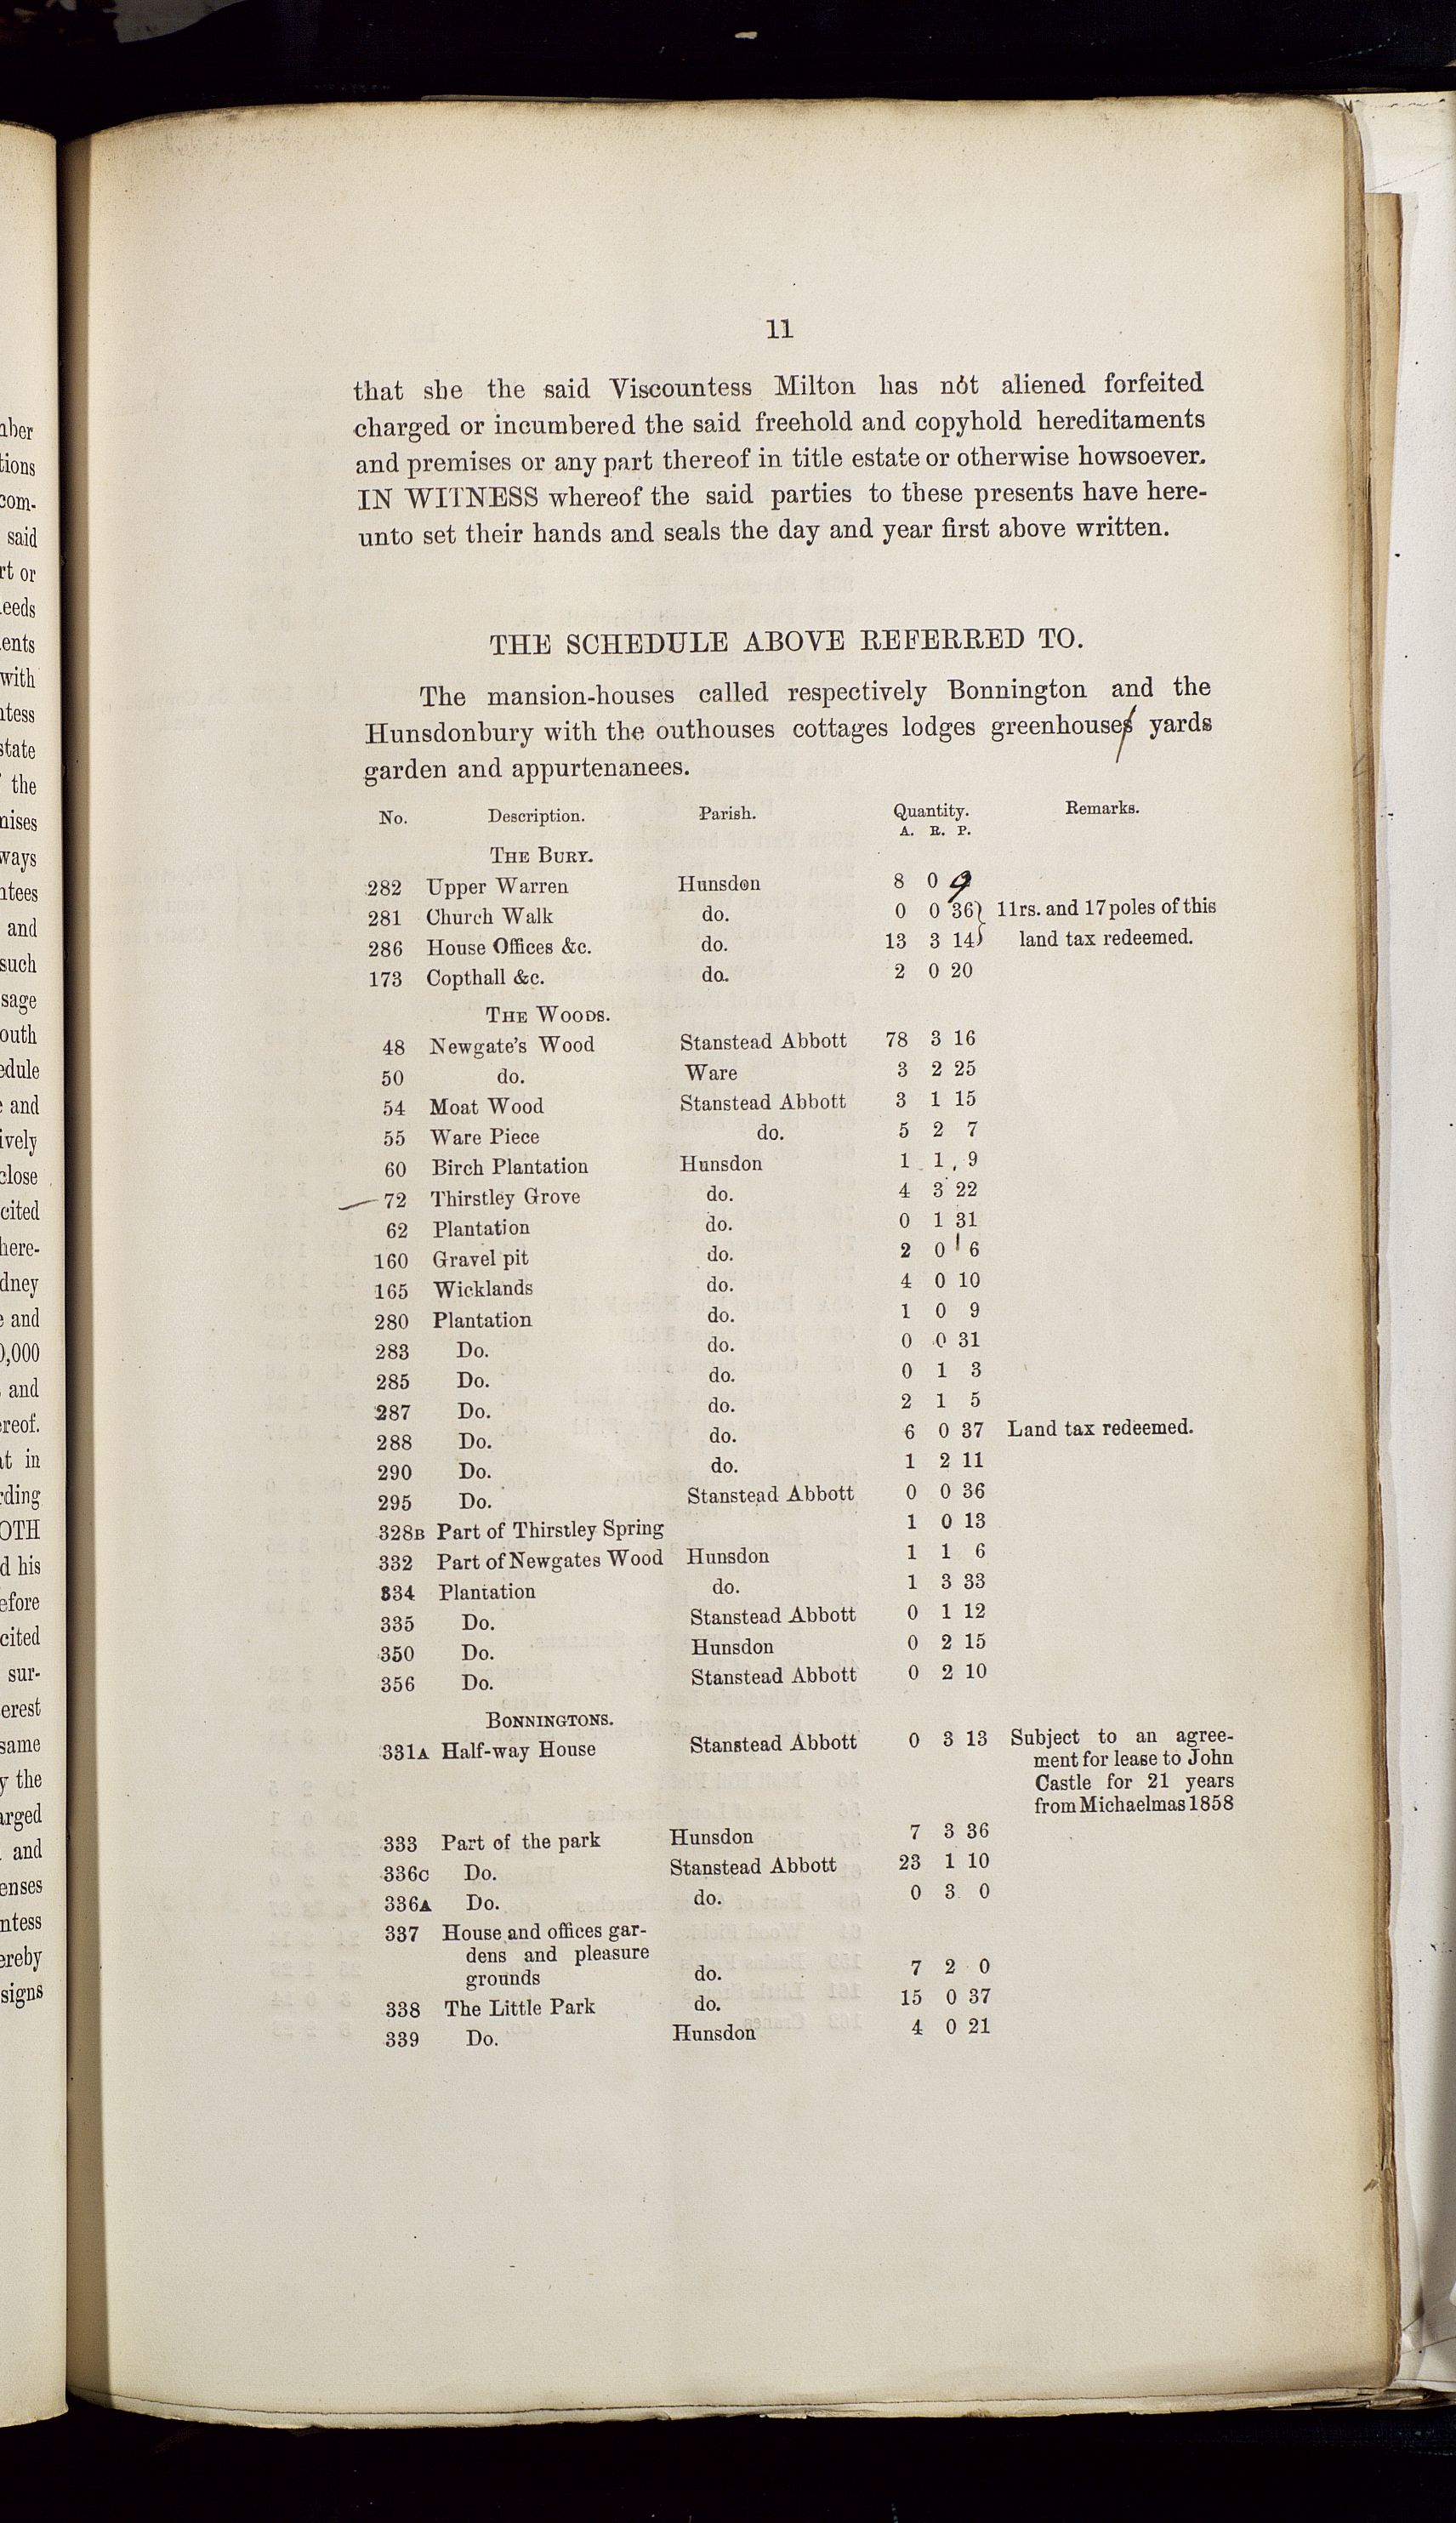 11
that she the said Viscountess Milton has not aliened forfeited
charged or incumbered the said freehold and copyhold hereditaments
and premises or any part thereof in title estate or otherwise howsoever.
IN WITNESS whereof the said parties to these presents have here-
unto set their hands and seals the day and year first above written.
THE SCHEDULE ABOVE REFERRED TO.
The mansion-houses called respectively Bonnington and the
Hunsdonbury with the outhouses cottages lodges greenhouses yards
garden and appurtenanees.
No. Description. Parish. Quantity. Remarks.
A. R. P.
THE BURY.
282 Upper Warren Hunsdon 8 0 9
281 Church Walk do. 0 0 36 } 11rs. and 17 poles of this
286 House Offices &c. do. 13 3 14 } land tax redeemed.
173 Copthall &c. do. 2 0 20
THE WOODS.
48 Newgate's Wood Stanstead Abbott 78 3 16
50 do. Ware 3 2 25
54 Moat Wood Stanstead Abbott 3 1 15
55 Ware Piece do. 5 2 7
60 Birch Plantation Hunsdon 1 1 9
72 Thirstley Grove do. 4 3 22
62 Plantation do. 0 1 31
160 Gravel pit do. 2 0 6
165 Wicklands do. 4 0 10
280 Plantation do. 1 0 9
283 Do. do. 0 0 31
285 Do. do. 0 1 3
287 Do. do. 2 1 5
288 Do. do. 6 0 37 Land tax redeemed.
290 Do. do. 1 2 11
295 Do. Stanstead Abbott 0 0 36
328B Part of Thirstley Spring 1 0 13
332 Part of Newgates Wood Hunsdon 1 1 6
334 Plantation do. 1 3 33
335 Do. Stanstead Abbott 0 1 12
350 Do. Hunsdon 0 2 15
356 Do. Stanstead Abbott 0 2 10
BONNINGTONS.
331A Half-way House Stanstead Abbott 0 3 13 Subject to an agree-
ment for lease to John
Castle for 21 years
from Michaelmas 1858
333 Part of the park Hunsdon 7 3 36
336C Do. Stanstead Abbott 23 1 10
336A Do. do. 0 3 0
337 House and offices gar-
dens and pleasure
grounds do. 7 2 0
338 The Little Park do. 15 0 37
339 Do. Hunsdon 4 0 21